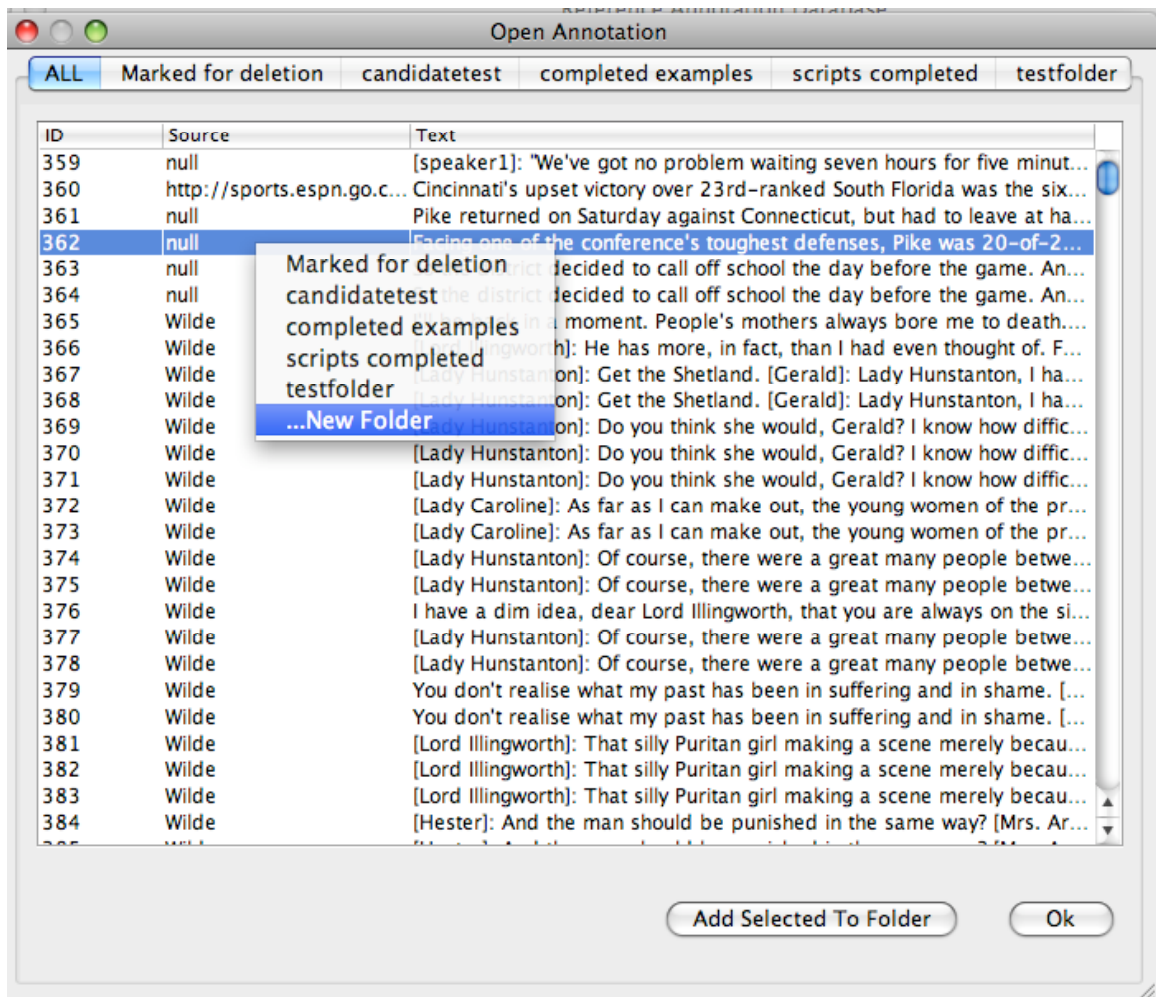 Reference Annotation Database
Open Annotation
ALL Marked for deletion candidatetest completed examples scripts completed testfolder
ID Source Text
359 null [speaker1]: "We've got no problem waiting seven hours for five minut...
360 http://sports.espn.go.c... Cincinnati's upset victory over 23rd-ranked South Florida was the six...
361 null Pike returned on Saturday against Connecticut, but had to leave at ha...
362 null Facing one of the conference's toughest defenses, Pike was 20-of-2...
Marked for deletion
candidatetest
completed examples
scripts completed
testfolder
...New Folder
363 null district decided to call off school the day before the game. An...
364 null the district decided to call off school the day before the game. An...
365 Wilde I'll be back in a moment. People's mothers always bore me to death....
366 Wilde [Lord Illingworth]: He has more, in fact, than I had even thought of. F...
367 Wilde [Lady Hunstanton]: Get the Shetland. [Gerald]: Lady Hunstanton, I ha...
368 Wilde [Lady Hunstanton]: Get the Shetland. [Gerald]: Lady Hunstanton, I ha...
369 Wilde [Lady Hunstanton]: Do you think she would, Gerald? I know how diffic...
370 Wilde [Lady Hunstanton]: Do you think she would, Gerald? I know how diffic...
371 Wilde [Lady Hunstanton]: Do you think she would, Gerald? I know how diffic...
372 Wilde [Lady Caroline]: As far as I can make out, the young women of the pr...
373 Wilde [Lady Caroline]: As far as I can make out, the young women of the pr...
374 Wilde [Lady Hunstanton]: Of course, there were a great many people betwe...
375 Wilde [Lady Hunstanton]: Of course, there were a great many people betwe...
376 Wilde I have a dim idea, dear Lord Illingworth, that you are always on the si...
377 Wilde [Lady Hunstanton]: Of course, there were a great many people betwe...
378 Wilde [Lady Hunstanton]: Of course, there were a great many people betwe...
379 Wilde You don't realise what my past has been in suffering and in shame. [...
380 Wilde You don't realise what my past has been in suffering and in shame. [...
381 Wilde [Lord Illingworth]: That silly Puritan girl making a scene merely becau...
382 Wilde [Lord Illingworth]: That silly Puritan girl making a scene merely becau...
383 Wilde [Lord Illingworth]: That silly Puritan girl making a scene merely becau...
384 Wilde [Hester]: And the man should be punished in the same way? [Mrs. Ar...
Add Selected To Folder Ok